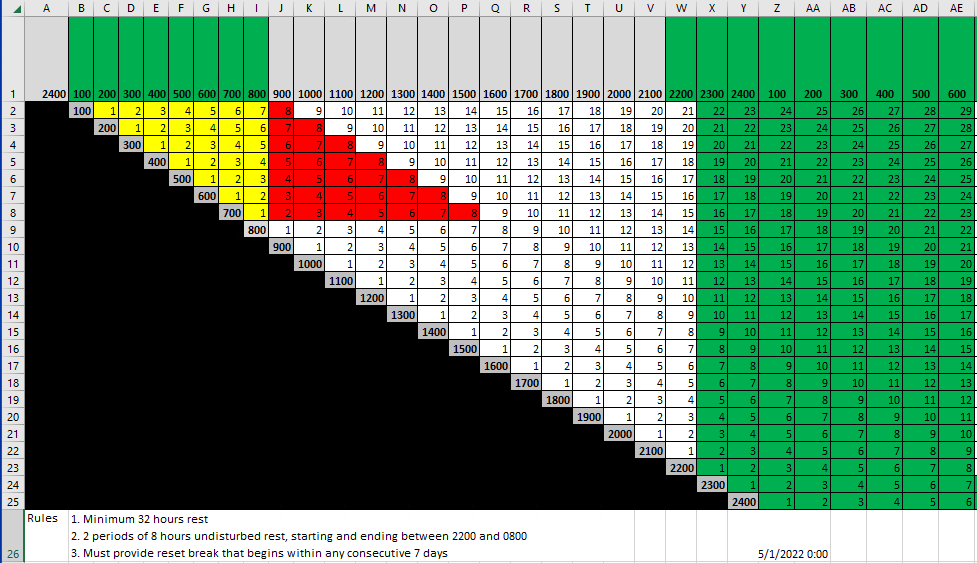 A B C D E F G H I J K L M N O P Q R S T U V W X Y Z AA AB AC AD AE
1 2400 100 200 300 400 500 600 700 800 900 1000 1100 1200 1300 1400 1500 1600 1700 1800 1900 2000 2100 2200 2300 2400 100 200 300 400 500 600
2 100 1 2 3 4 5 6 7 8 9 10 11 12 13 14 15 16 17 18 19 20 21 22 23 24 25 26 27 28 29
3 200 1 2 3 4 5 6 7 8 9 10 11 12 13 14 15 16 17 18 19 20 21 22 23 24 25 26 27 28
4 300 1 2 3 4 5 6 7 8 9 10 11 12 13 14 15 16 17 18 19 20 21 22 23 24 25 26 27
5 400 1 2 3 4 5 6 7 8 9 10 11 12 13 14 15 16 17 18 19 20 21 22 23 24 25 26
6 500 1 2 3 4 5 6 7 8 9 10 11 12 13 14 15 16 17 18 19 20 21 22 23 24 25
7 600 1 2 3 4 5 6 7 8 9 10 11 12 13 14 15 16 17 18 19 20 21 22 23 24
8 700 1 2 3 4 5 6 7 8 9 10 11 12 13 14 15 16 17 18 19 20 21 22 23
9 800 1 2 3 4 5 6 7 8 9 10 11 12 13 14 15 16 17 18 19 20 21 22
10 900 1 2 3 4 5 6 7 8 9 10 11 12 13 14 15 16 17 18 19 20 21
11 1000 1 2 3 4 5 6 7 8 9 10 11 12 13 14 15 16 17 18 19 20
12 1100 1 2 3 4 5 6 7 8 9 10 11 12 13 14 15 16 17 18 19
13 1200 1 2 3 4 5 6 7 8 9 10 11 12 13 14 15 16 17 18
14 1300 1 2 3 4 5 6 7 8 9 10 11 12 13 14 15 16 17
15 1400 1 2 3 4 5 6 7 8 9 10 11 12 13 14 15 16
16 1500 1 2 3 4 5 6 7 8 9 10 11 12 13 14 15
17 1600 1 2 3 4 5 6 7 8 9 10 11 12 13 14
18 1700 1 2 3 4 5 6 7 8 9 10 11 12 13
19 1800 1 2 3 4 5 6 7 8 9 10 11 12
20 1900 1 2 3 4 5 6 7 8 9 10 11
21 2000 1 2 3 4 5 6 7 8 9 10
22 2100 1 2 3 4 5 6 7 8 9
23 2200 1 2 3 4 5 6 7 8
24 2300 1 2 3 4 5 6 7
25 2400 1 2 3 4 5 6
Rules 1. Minimum 32 hours rest
2. 2 periods of 8 hours undisturbed rest, starting and ending between 2200 and 0800
26 3. Must provide reset break that begins within any consecutive 7 days 5/1/2022 0:00